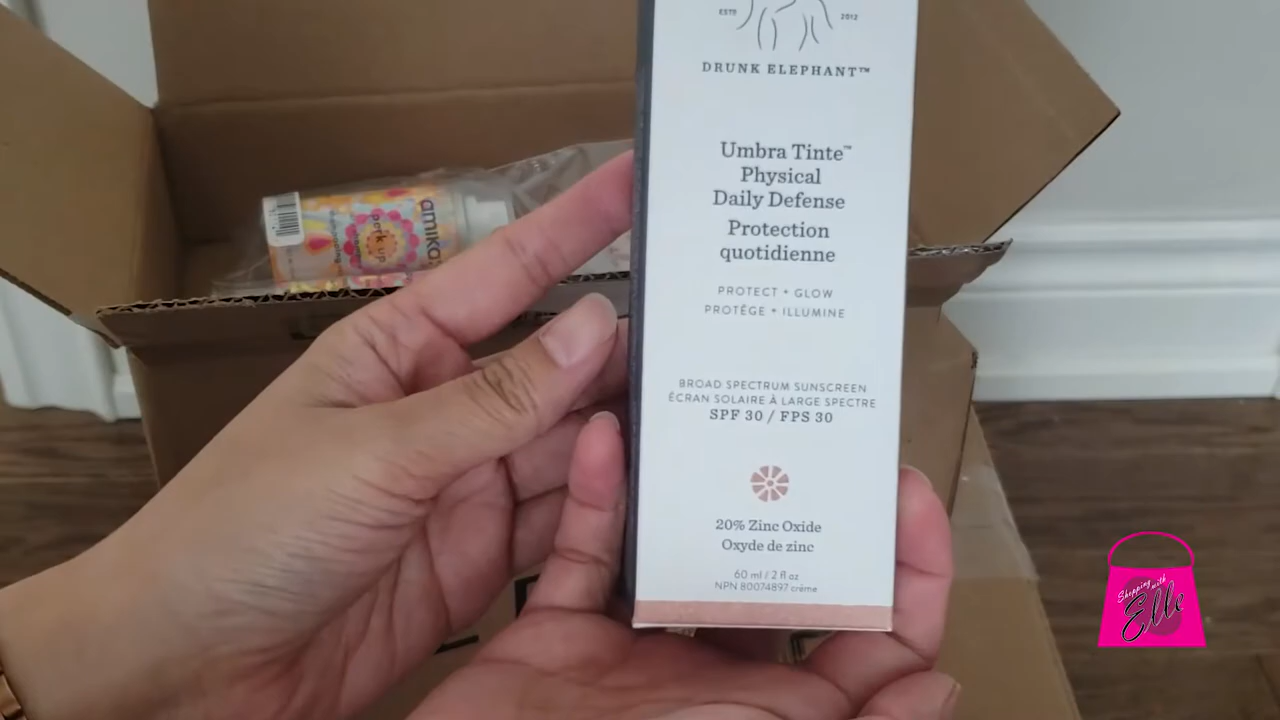 ESTD 2012
DRUNK ELEPHANT™
Umbra Tinte™
Physical
Daily Defense
Protection
quotidienne
PROTECT + GLOW
PROTÈGE + ILLUMINE
BROAD SPECTRUM SUNSCREEN
ÉCRAN SOLAIRE À LARGE SPECTRE
SPF 30 / FPS 30
20% Zinc Oxide
Oxyde de zinc
60 ml / 2 fl oz
NPN 80074897 crème
amika:
perk up
Shopping with
Elle